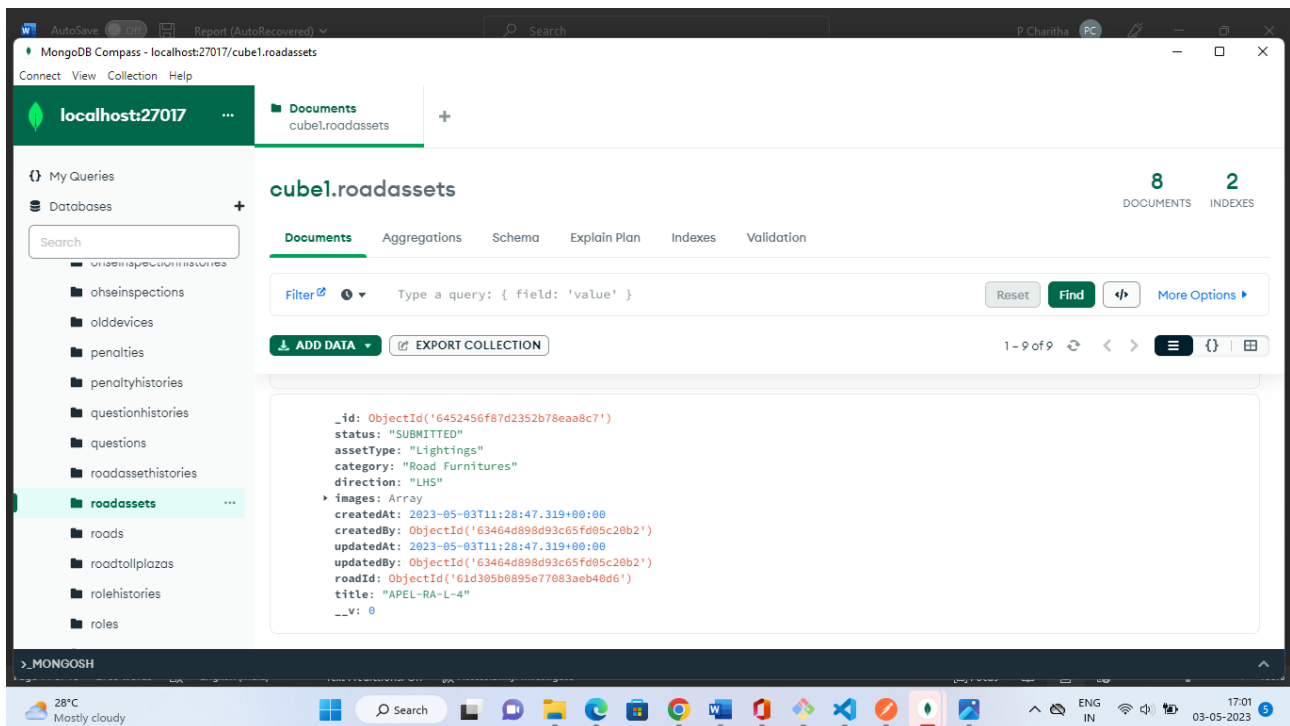 AutoSave Off Report (AutoRecovered) Search P Charitha PC
MongoDB Compass - localhost:27017/cube1.roadassets
Connect View Collection Help
localhost:27017 ...
Documents
cube1.roadassets
+
{} My Queries
Databases +
Search
ohseinspectionhistories
ohseinspections
olddevices
penalties
penaltyhistories
questionhistories
questions
roadassethistories
roadassets ...
roads
roadtollplazas
rolehistories
roles
cube1.roadassets
8
DOCUMENTS
2
INDEXES
Documents Aggregations Schema Explain Plan Indexes Validation
Filter Type a query: { field: 'value' } Reset Find </> More Options
ADD DATA EXPORT COLLECTION 1 – 9 of 9 {}
_id: ObjectId('6452456f87d2352b78eaa8c7')
status: "SUBMITTED"
assetType: "Lightings"
category: "Road Furnitures"
direction: "LHS"
images: Array
createdAt: 2023-05-03T11:28:47.319+00:00
createdBy: ObjectId('63464d898d93c65fd05c20b2')
updatedAt: 2023-05-03T11:28:47.319+00:00
updatedBy: ObjectId('63464d898d93c65fd05c20b2')
roadId: ObjectId('61d305b0895e77083aeb40d6')
title: "APEL-RA-L-4"
__v: 0
>_MONGOSH
28°C
Mostly cloudy
Search
ENG
IN
17:01
03-05-2023
5